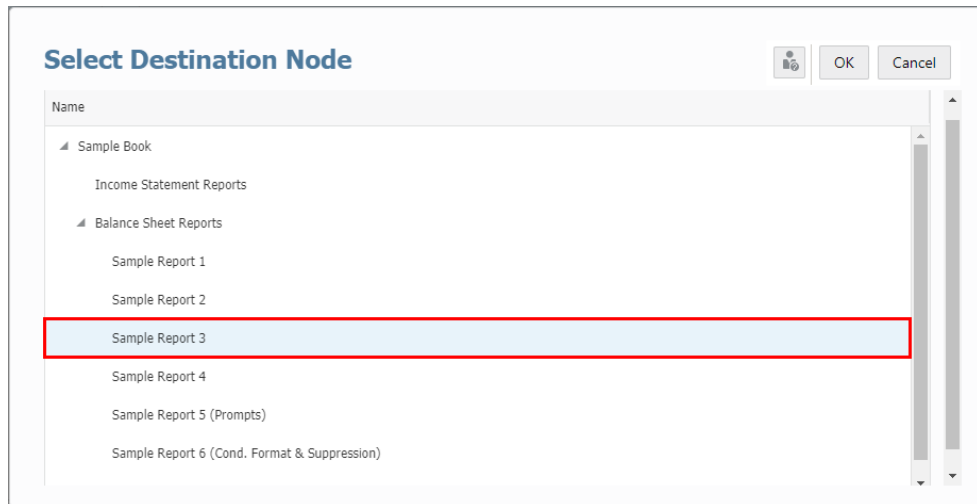 Select Destination Node
OK
Cancel
Name
Sample Book
Income Statement Reports
Balance Sheet Reports
Sample Report 1
Sample Report 2
Sample Report 3
Sample Report 4
Sample Report 5 (Prompts)
Sample Report 6 (Cond. Format & Suppression)